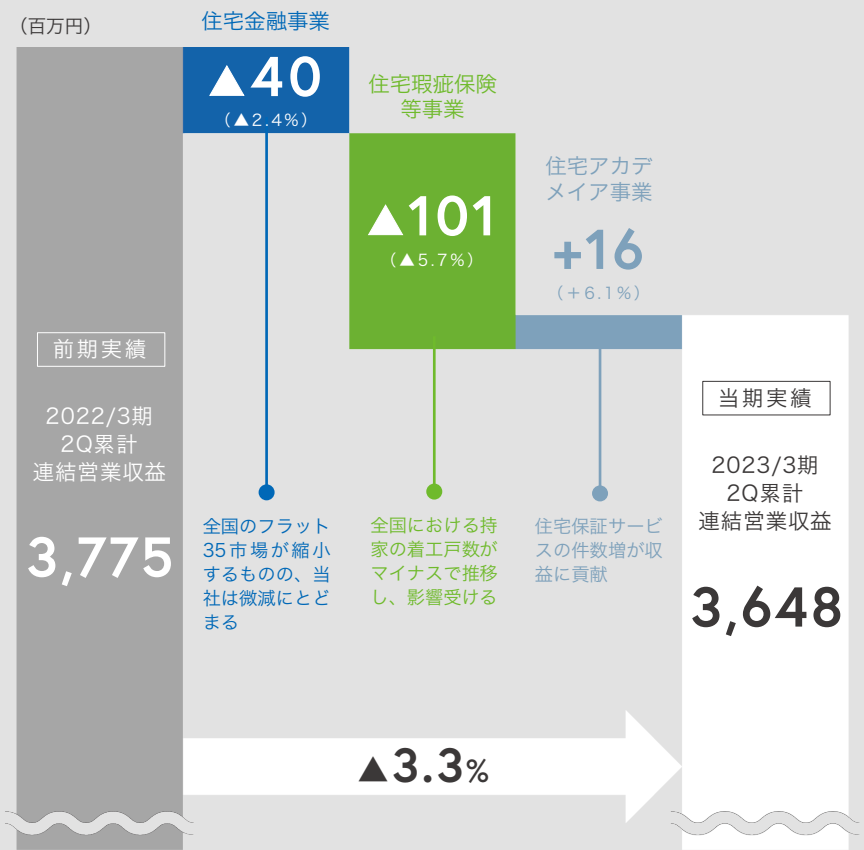 （百万円）
住宅金融事業
▲40
（▲2.4%）
住宅瑕疵保険
等事業
▲101
（▲5.7%）
住宅アカデ
メイア事業
+16
（＋6.1%）
前期実績
2022/3期
2Q累計
連結営業収益
3,775
全国のフラット
35市場が縮小
するものの、当
社は微減にとど
まる
全国における持
家の着工戸数が
マイナスで推移
し、影響受ける
住宅保証サービ
スの件数増が収
益に貢献
当期実績
2023/3期
2Q累計
連結営業収益
3,648
▲3.3%